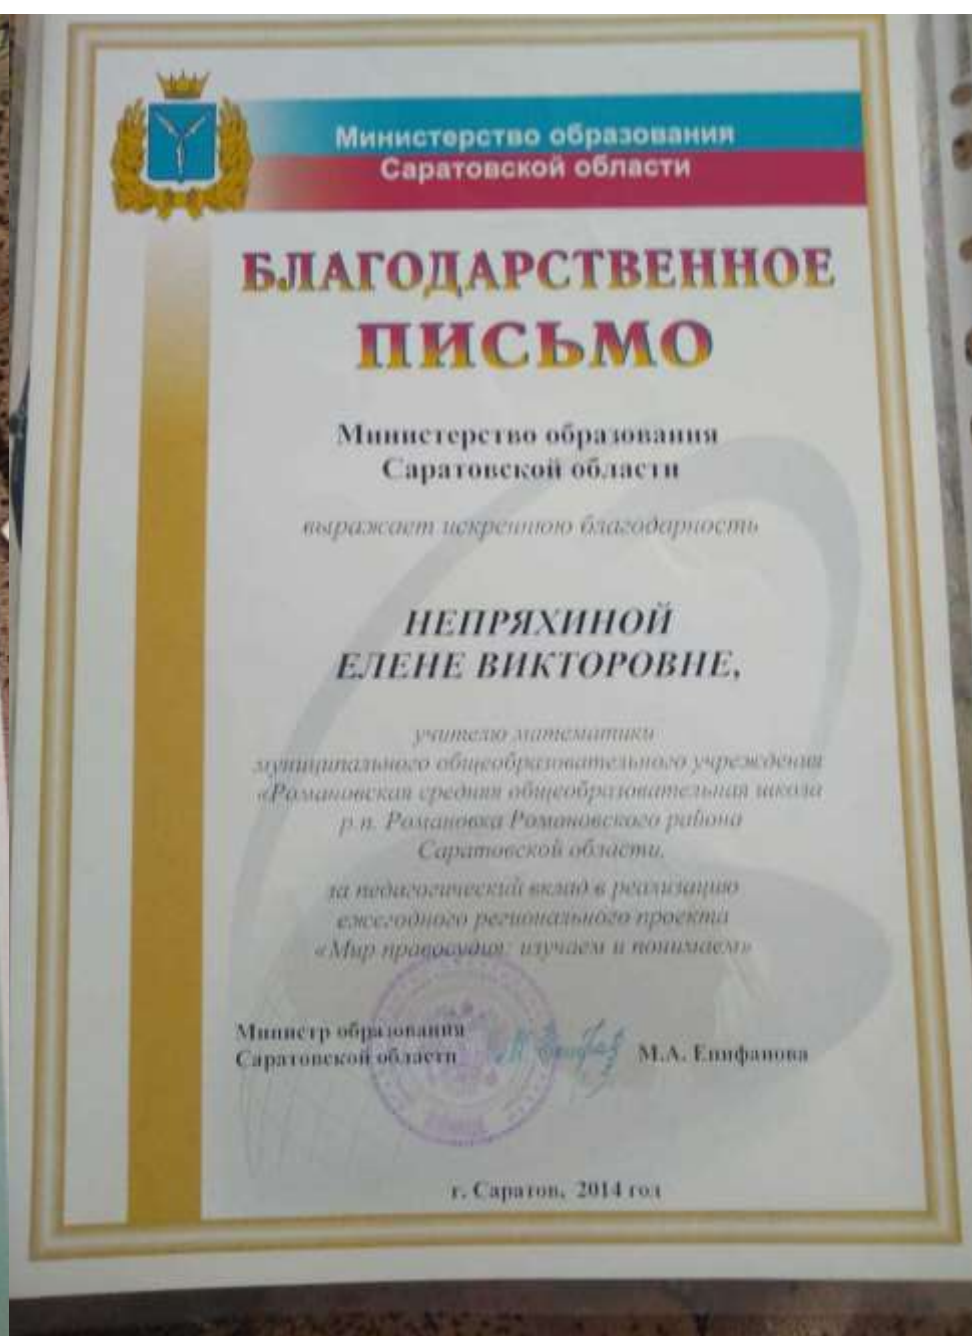 Министерство образования
Саратовской области
БЛАГОДАРСТВЕННОЕ
ПИСЬМО
Министерство образования
Саратовской области
выражает искреннюю благодарность
НЕПРЯХИНОЙ
ЕЛЕНЕ ВИКТОРОВНЕ,
учителю математики
муниципального общеобразовательного учреждения
«Романовская средняя общеобразовательная школа
р.п. Романовка Романовского района
Саратовской области,
за педагогический вклад в реализацию
ежегодного регионального проекта
«Мир правосудия: изучаем и понимаем»
Министр образования
Саратовской области М.А. Епифанова
г. Саратов, 2014 год